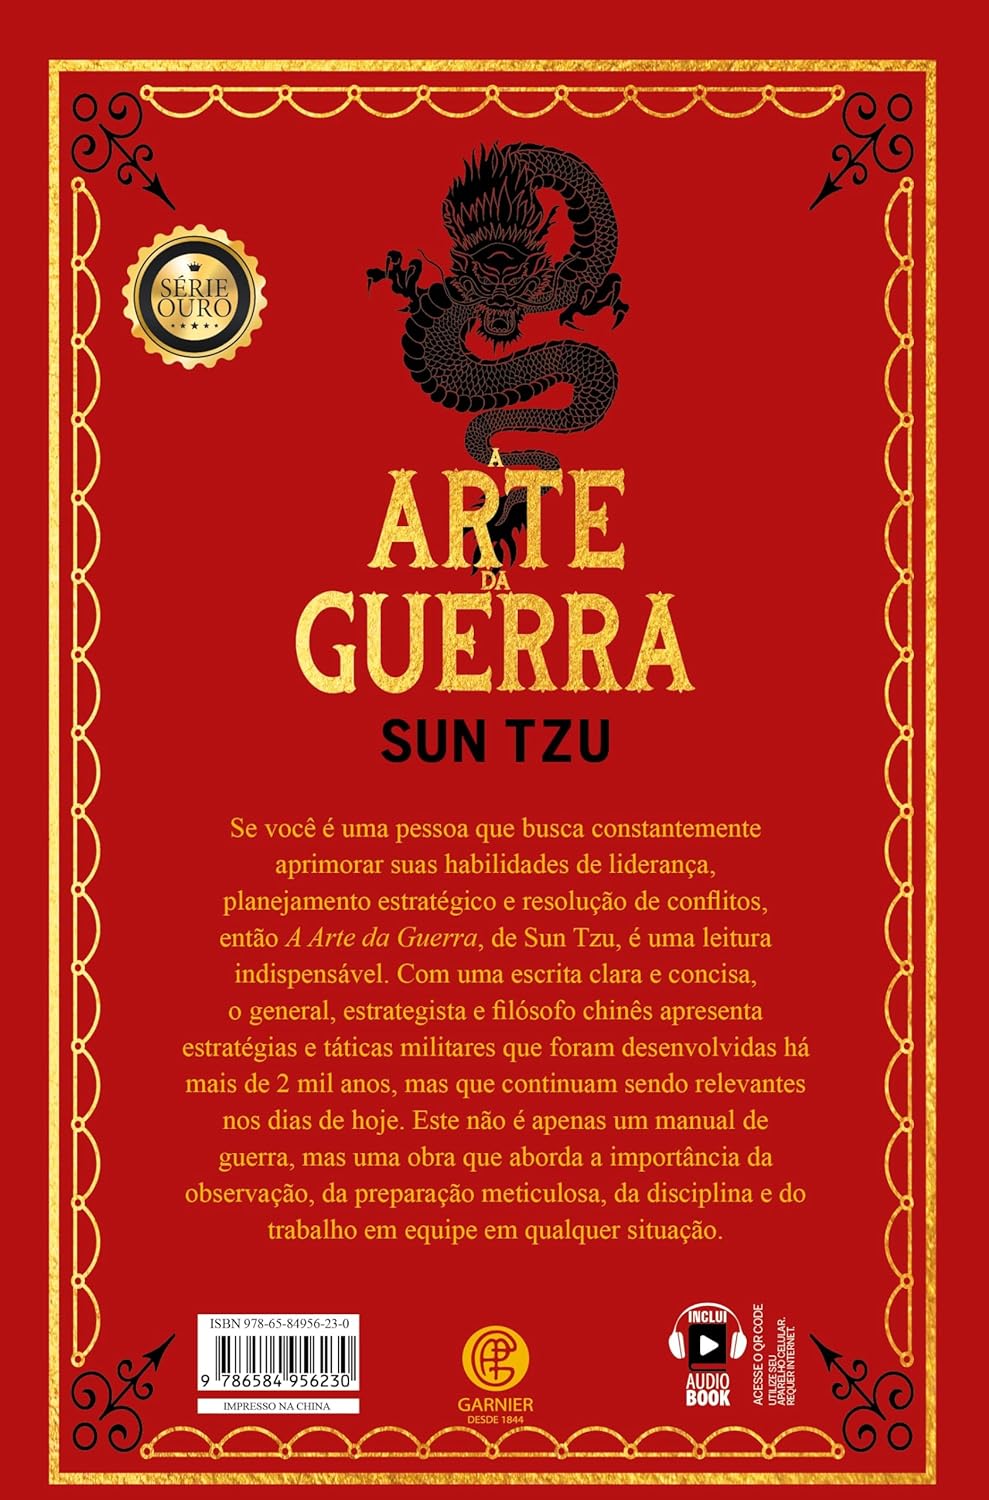 SÉRIE
OURO
A
ARTE
DA
GUERRA
SUN TZU
Se você é uma pessoa que busca constantemente
aprimorar suas habilidades de liderança,
planejamento estratégico e resolução de conflitos,
então A Arte da Guerra, de Sun Tzu, é uma leitura
indispensável. Com uma escrita clara e concisa,
o general, estrategista e filósofo chinês apresenta
estratégias e táticas militares que foram desenvolvidas há
mais de 2 mil anos, mas que continuam sendo relevantes
nos dias de hoje. Este não é apenas um manual de
guerra, mas uma obra que aborda a importância da
observação, da preparação meticulosa, da disciplina e do
trabalho em equipe em qualquer situação.
ISBN 978-65-84956-23-0
9 786584 956230
IMPRESSO NA CHINA
GARNIER
DESDE 1844
INCLUI
AUDIO
BOOK
ACESSE O QR CODE
UTILIZE SEU
APARELHO CELULAR.
REQUER INTERNET.